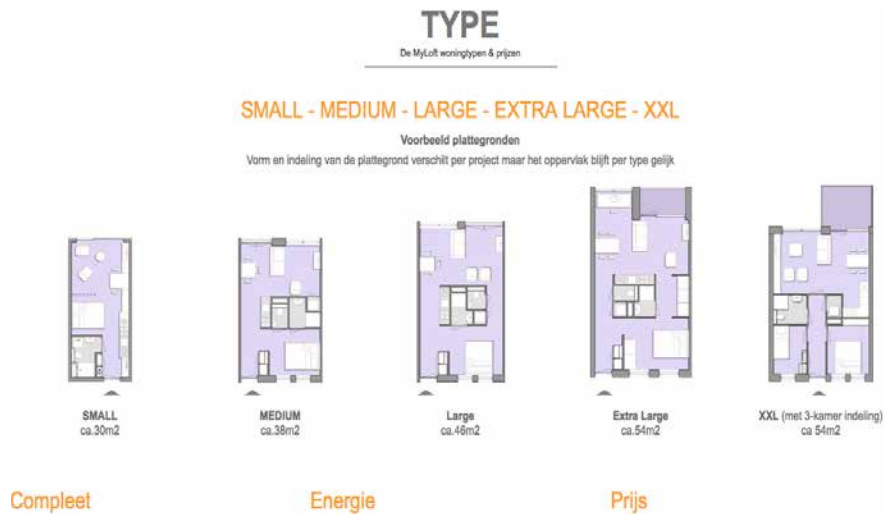 TYPE
De MyLoft woningtypen & prijzen
SMALL - MEDIUM - LARGE - EXTRA LARGE - XXL
Voorbeeld plattegronden
Vorm en indeling van de plattegrond verschilt per project maar het oppervlak blijft per type gelijk
SMALL
ca.30m2
MEDIUM
ca.38m2
Large
ca.46m2
Extra Large
ca.54m2
XXL (met 3-kamer indeling)
ca 54m2
Compleet
Energie
Prijs